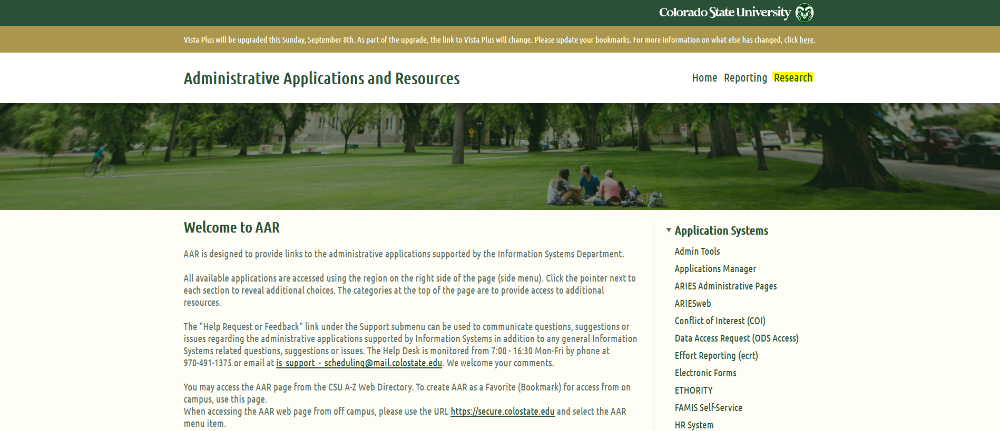 Colorado State University
Vista Plus will be upgraded this Sunday, September 8th. As part of the upgrade, the link to Vista Plus will change. Please update your bookmarks. For more information on what else has changed, click here.
Administrative Applications and Resources
Home Reporting Research
Welcome to AAR
AAR is designed to provide links to the administrative applications supported by the Information Systems Department.
All available applications are accessed using the region on the right side of the page (side menu). Click the pointer next to
each section to reveal additional choices. The categories at the top of the page are to provide access to additional
resources.
The "Help Request or Feedback" link under the Support submenu can be used to communicate questions, suggestions or
issues regarding the administrative applications supported by Information Systems in addition to any general Information
Systems related questions, suggestions or issues. The Help Desk is monitored from 7:00 - 16:30 Mon-Fri by phone at
970-491-1375 or email at is_support_-_scheduling@mail.colostate.edu. We welcome your comments.
You may access the AAR page from the CSU A-Z Web Directory. To create AAR as a Favorite (Bookmark) for access from on
campus, use this page.
When accessing the AAR web page from off campus, please use the URL https://secure.colostate.edu and select the AAR
menu item.
Application Systems
Admin Tools
Applications Manager
ARIES Administrative Pages
ARIESweb
Conflict of Interest (COI)
Data Access Request (ODS Access)
Effort Reporting (ecrt)
Electronic Forms
ETHORITY
FAMIS Self-Service
HR System